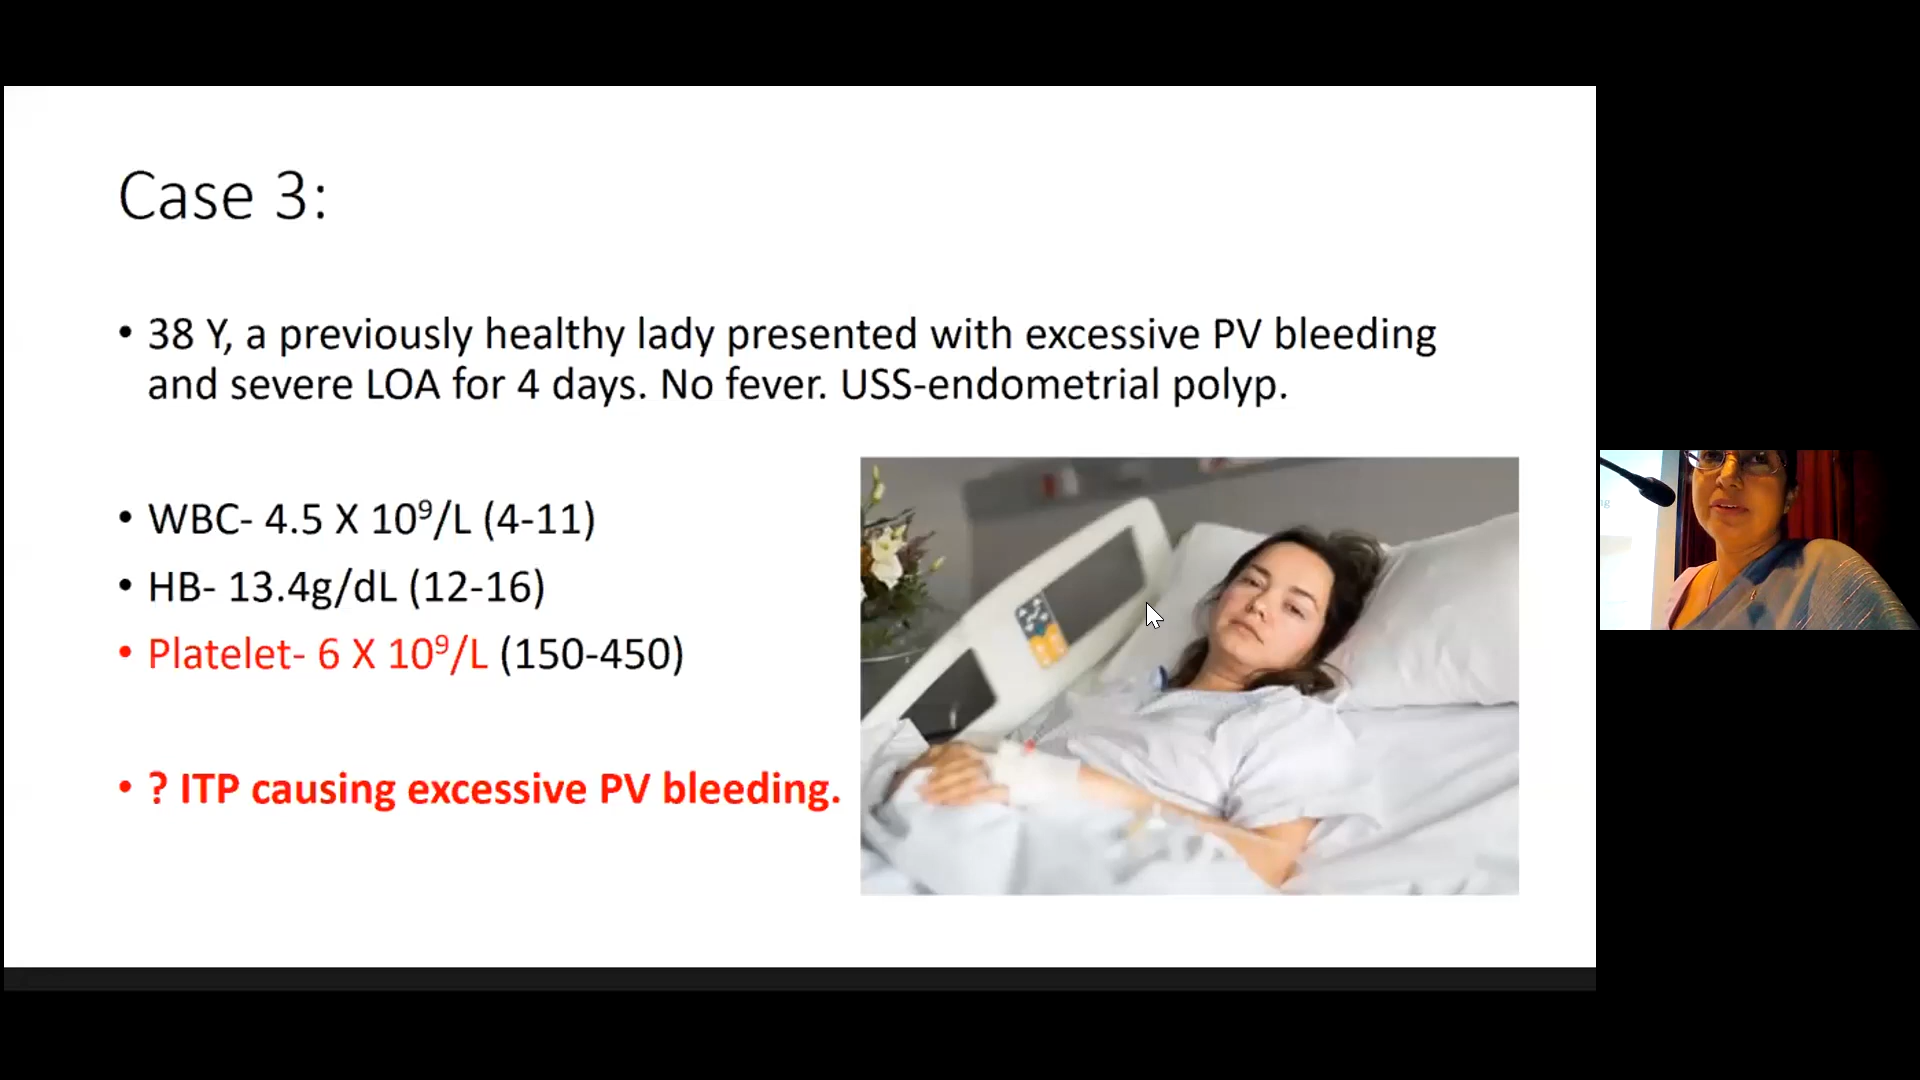 Case 3:
• 38 Y, a previously healthy lady presented with excessive PV bleeding
and severe LOA for 4 days. No fever. USS-endometrial polyp.
• WBC- 4.5 X 10⁹/L (4-11)
• HB- 13.4g/dL (12-16)
• Platelet- 6 X 10⁹/L (150-450)
• ? ITP causing excessive PV bleeding.